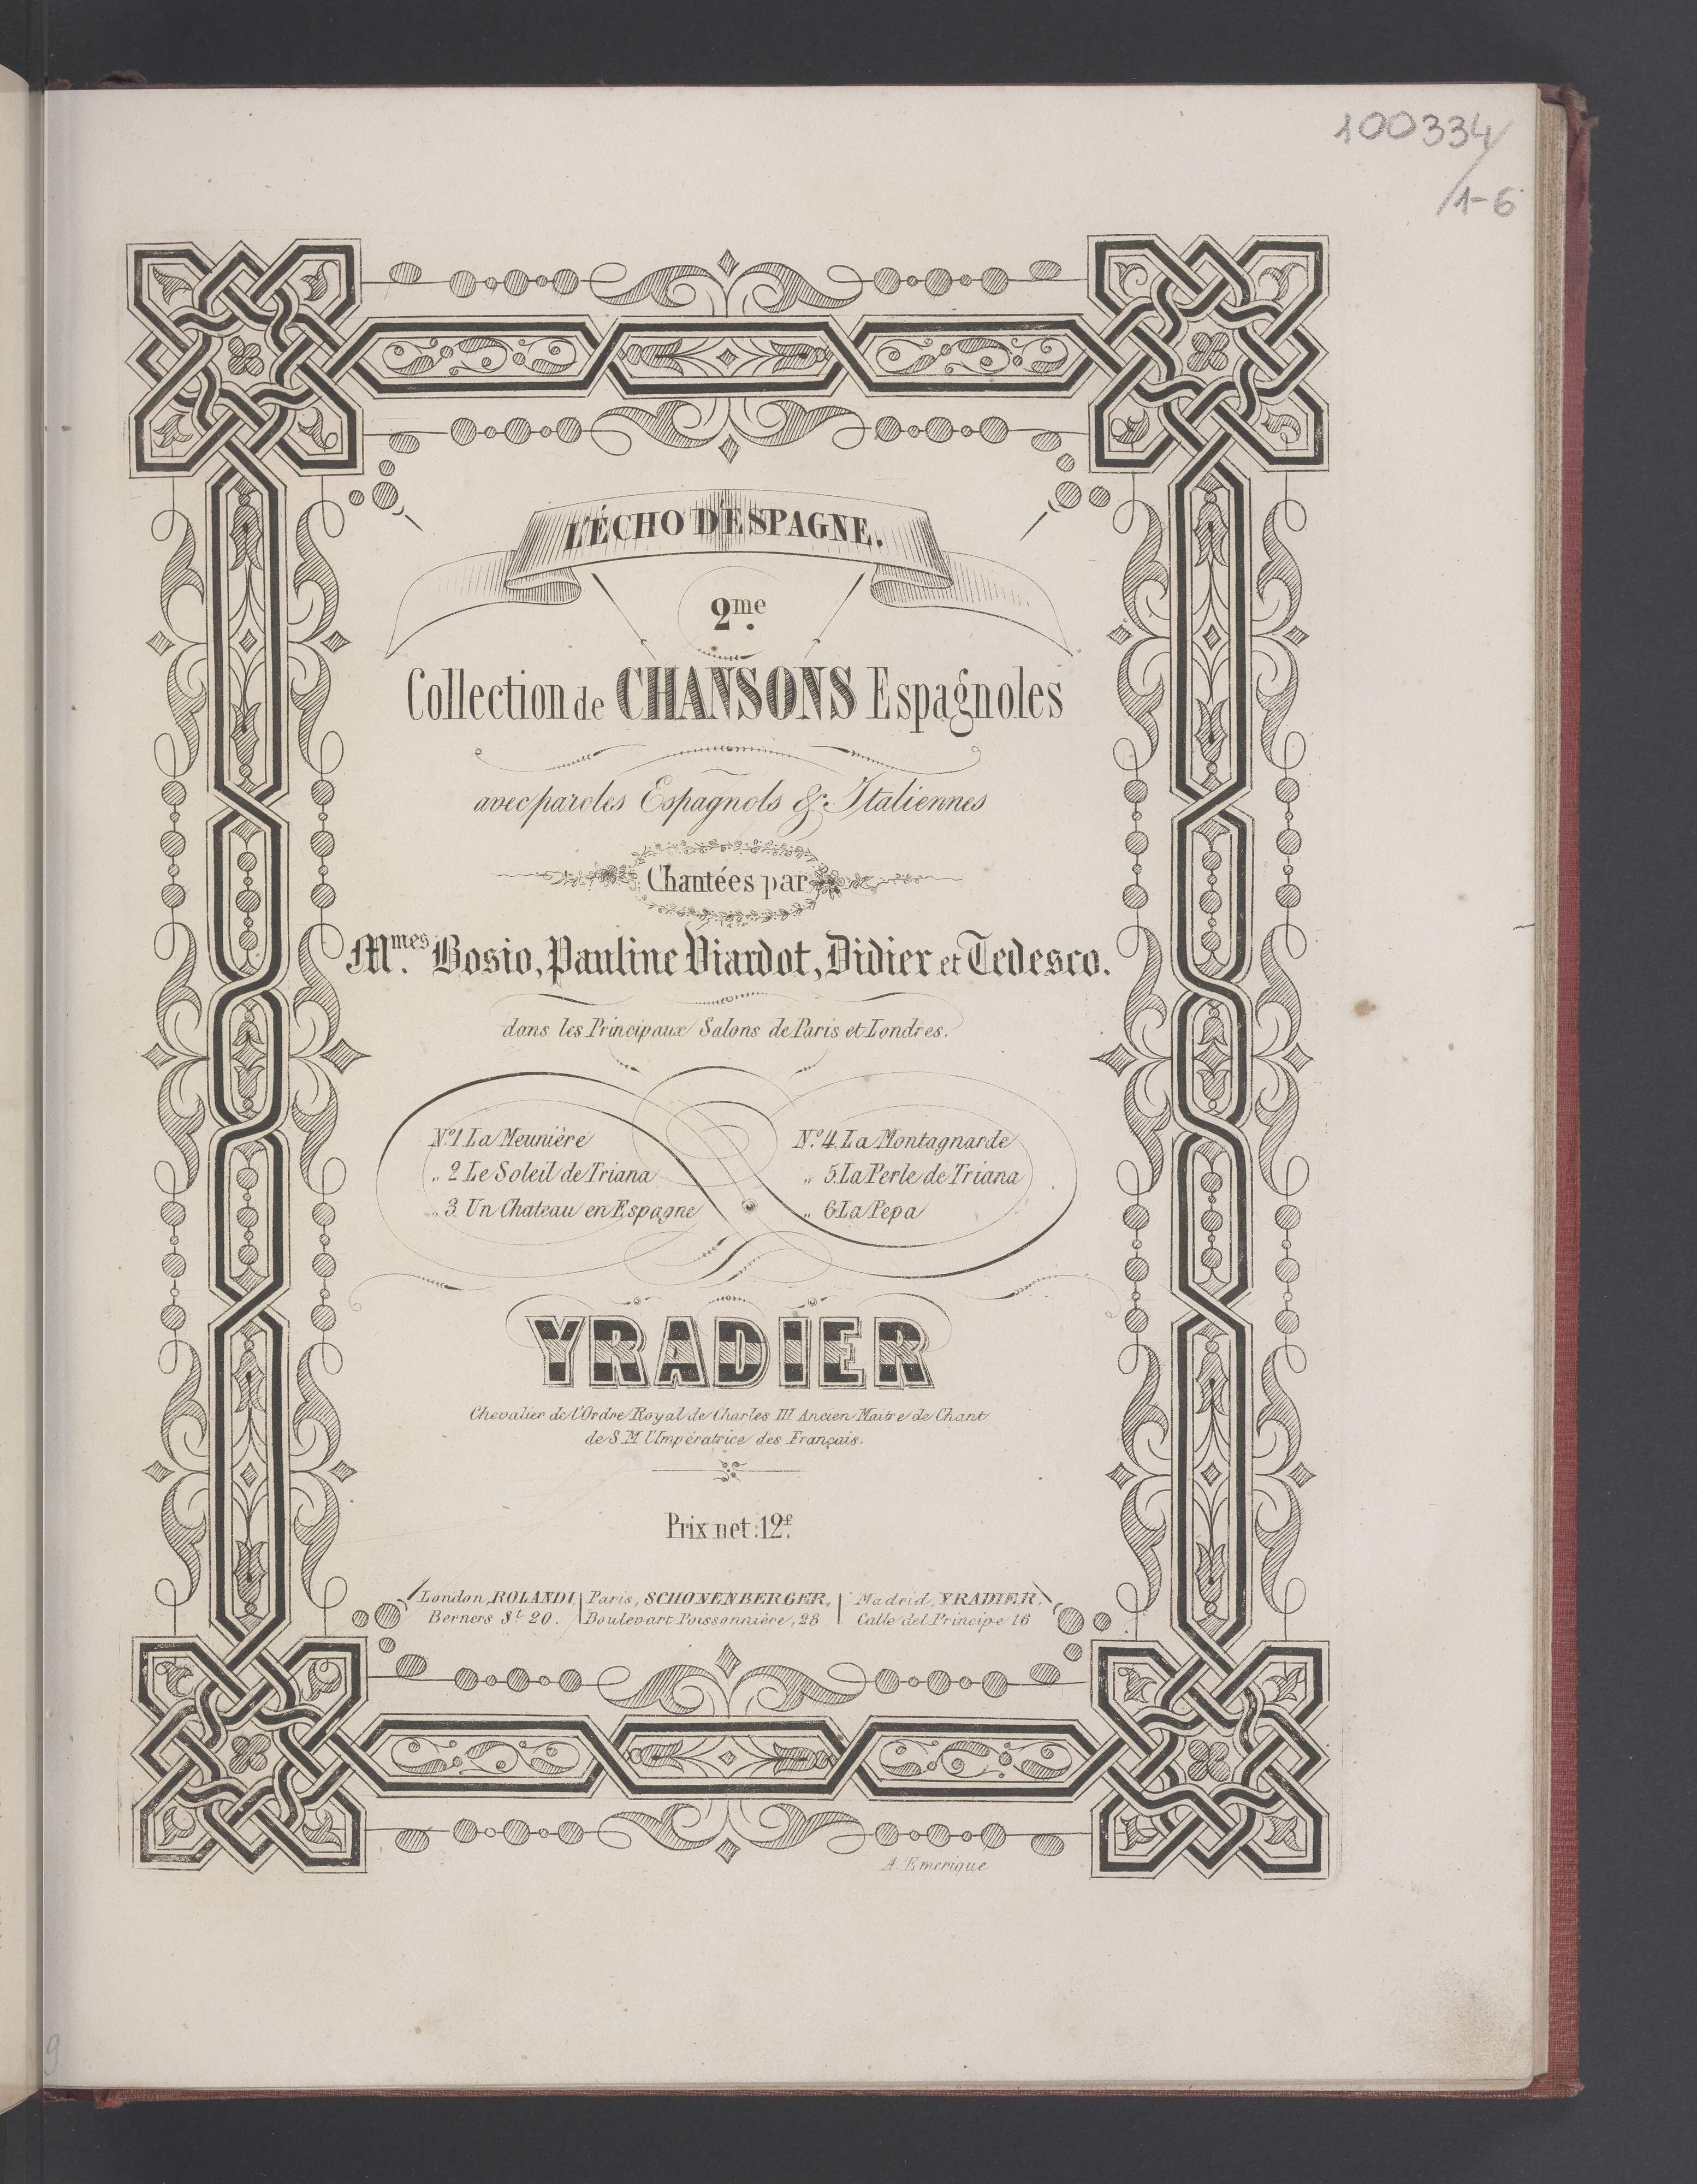 100334/
/1-6
L'ÉCHO D'ESPAGNE.
2me.
Collection de CHANSONS Espagnoles
avec paroles Espagnols & Italiennes
Chantées par
Mmes. Bosio, Pauline Viardot, Didier et Tedesco.
dans les Principaux Salons de Paris et Londres.
No. 1 La Meunière
„ 2 Le Soleil de Triana
„ 3. Un Chateau en Espagne
No. 4. La Montagnarde
„ 5. La Perle de Triana
„ 6 La Pepa
YRADIER
Chevalier de l'Ordre Royal de Charles III Ancien Maitre de Chant
de S. M. l'Impératrice des Français.
Prix net: 12f.
London, ROLANDI,
Berners St. 20.
Paris, SCHONENBERGER,
Boulevart Poissonnière, 28
Madrid, YRADIER.
Calle del Principe 16
A. Emerique
9